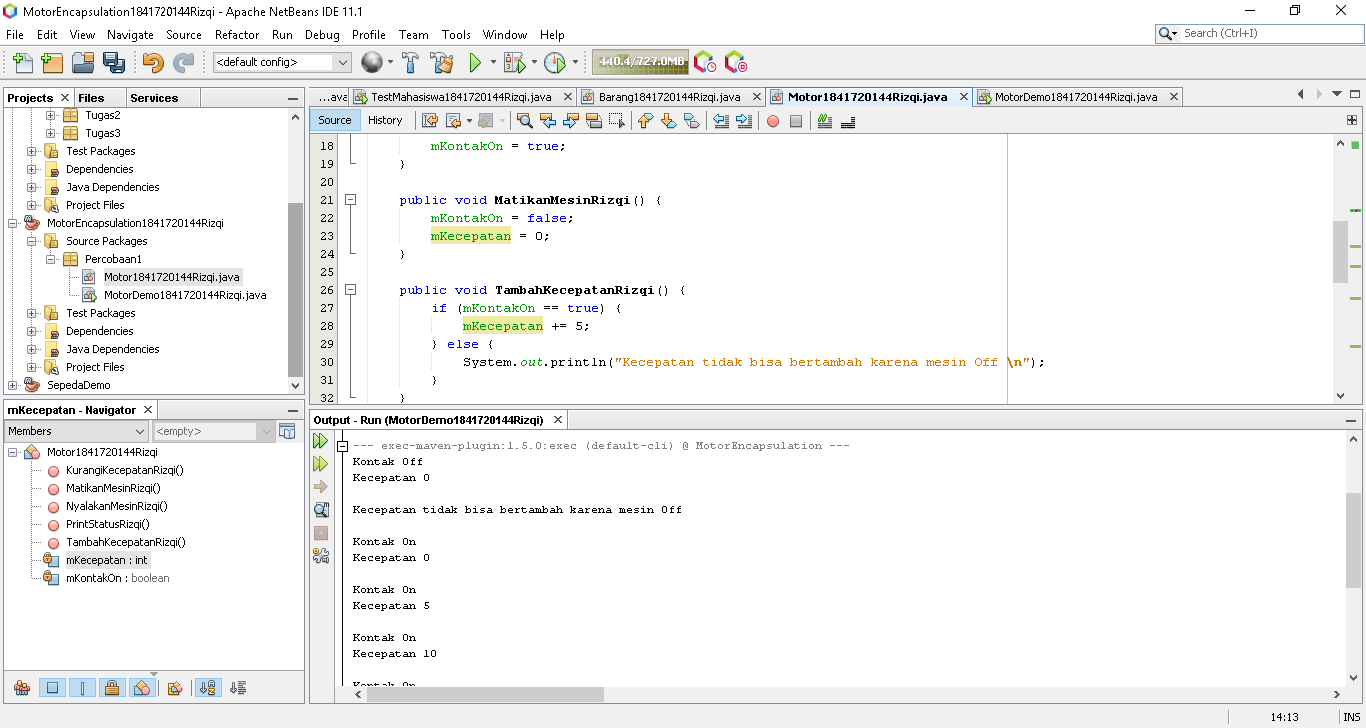 MotorEncapsulation1841720144Rizqi - Apache NetBeans IDE 11.1
File Edit View Navigate Source Refactor Run Debug Profile Team Tools Window Help
Search (Ctrl+I)
<default config>
440.4/727.0MB
Projects Files Services
Tugas2
Tugas3
Test Packages
Dependencies
Java Dependencies
Project Files
MotorEncapsulation1841720144Rizqi
Source Packages
Percobaan1
Motor1841720144Rizqi.java
MotorDemo1841720144Rizqi.java
Test Packages
Dependencies
Java Dependencies
Project Files
SepedaDemo
mKecepatan - Navigator
Members
<empty>
Motor1841720144Rizqi
KurangiKecepatanRizqi()
MatikanMesinRizqi()
NyalakanMesinRizqi()
PrintStatusRizqi()
TambahKecepatanRizqi()
mKecepatan : int
mKontakOn : boolean
...ava TestMahasiswa1841720144Rizqi.java Barang1841720144Rizqi.java Motor1841720144Rizqi.java MotorDemo1841720144Rizqi.java
Source History
18 mKontakOn = true;
19 }
20
21 public void MatikanMesinRizqi() {
22 mKontakOn = false;
23 mKecepatan = 0;
24 }
25
26 public void TambahKecepatanRizqi() {
27 if (mKontakOn == true) {
28 mKecepatan += 5;
29 } else {
30 System.out.println("Kecepatan tidak bisa bertambah karena mesin Off \n");
31 }
32 }
Output - Run (MotorDemo1841720144Rizqi)
--- exec-maven-plugin:1.5.0:exec (default-cli) @ MotorEncapsulation ---
Kontak Off
Kecepatan 0
Kecepatan tidak bisa bertambah karena mesin Off
Kontak On
Kecepatan 0
Kontak On
Kecepatan 5
Kontak On
Kecepatan 10
Kontak On
14:13 INS